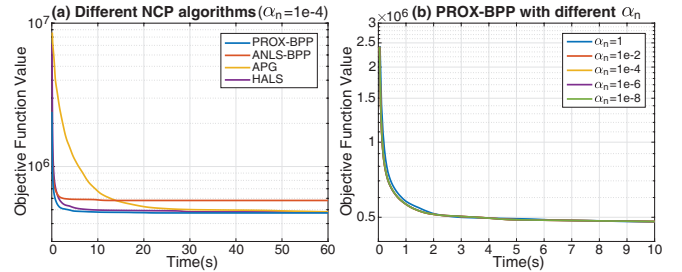 (a) Different NCP algorithms (αn=1e-4)
10^7
10^6
Objective Function Value
PROX-BPP
ANLS-BPP
APG
HALS
0 10 20 30 40 50 60
Time(s)
(b) PROX-BPP with different αn
×10^6
2.5
2
1.5
1
0.5
Objective Function Value
αn=1
αn=1e-2
αn=1e-4
αn=1e-6
αn=1e-8
0 1 2 3 4 5 6 7 8 9 10
Time(s)